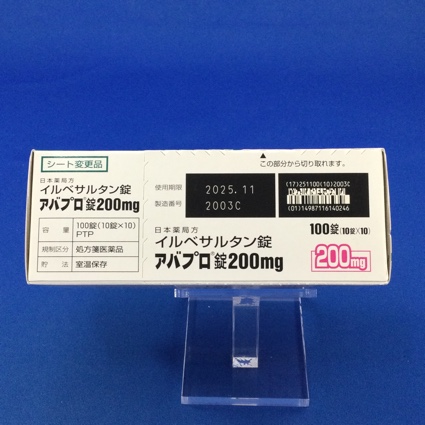 シート変更品
日本薬局方
イルベサルタン錠
アバプロ®錠200mg
容 量 100錠(10錠×10)
PTP
規制区分 処方箋医薬品
貯 法 室温保存
▲
この部分から切り取れます。
使用期限 2025.11
製造番号 2003C
(17)251100(10)2003C
(01)14987116140246
日本薬局方
イルベサルタン錠
アバプロ®錠200mg
100錠(10錠×10)
200mg